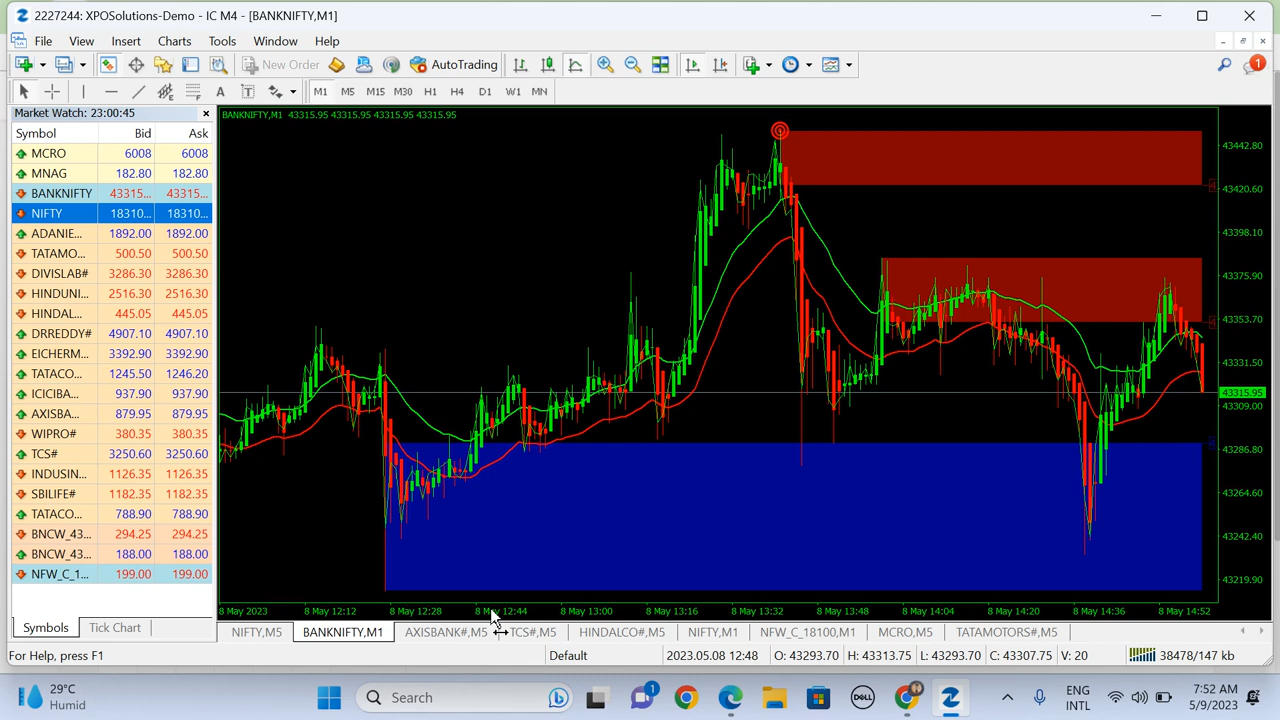 2227244: XPOSolutions-Demo - IC M4 - [BANKNIFTY,M1]
File View Insert Charts Tools Window Help
New Order AutoTrading
1
A T M1 M5 M15 M30 H1 H4 D1 W1 MN
Market Watch: 23:00:45
Symbol Bid Ask
MCRO 6008 6008
MNAG 182.80 182.80
BANKNIFTY 43315... 43315...
NIFTY 18310... 18310...
ADANIE... 1892.00 1892.00
TATAMO... 500.50 500.50
DIVISLAB# 3286.30 3286.30
HINDUNI... 2516.30 2516.30
HINDAL... 445.05 445.05
DRREDDY# 4907.10 4907.10
EICHERM... 3392.90 3392.90
TATACO... 1245.50 1246.20
ICICIBA... 937.90 937.90
AXISBA... 879.95 879.95
WIPRO# 380.35 380.35
TCS# 3250.60 3250.60
INDUSIN... 1126.35 1126.35
SBILIFE# 1182.35 1182.35
TATACO... 788.90 788.90
BNCW_43... 294.25 294.25
BNCW_43... 188.00 188.00
NFW_C_1... 199.00 199.00
Symbols Tick Chart
BANKNIFTY,M1 43315.95 43315.95 43315.95 43315.95
43442.80
43420.60
43398.10
43375.90
43353.70
43331.50
43315.95
43309.00
43286.80
43264.60
43242.40
43219.90
8 May 2023 8 May 12:12 8 May 12:28 8 May 12:44 8 May 13:00 8 May 13:16 8 May 13:32 8 May 13:48 8 May 14:04 8 May 14:20 8 May 14:36 8 May 14:52
NIFTY,M5 BANKNIFTY,M1 AXISBANK#,M5 TCS#,M5 HINDALCO#,M5 NIFTY,M1 NFW_C_18100,M1 MCRO,M5 TATAMOTORS#,M5
For Help, press F1 Default 2023.05.08 12:48 O: 43293.70 H: 43313.75 L: 43293.70 C: 43307.75 V: 20 38478/147 kb
29°C
Humid
Search
1
DELL
ENG
INTL
7:52 AM
5/9/2023